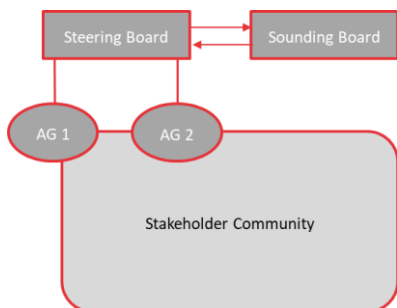 Steering Board
Sounding Board
AG 1
AG 2
Stakeholder Community